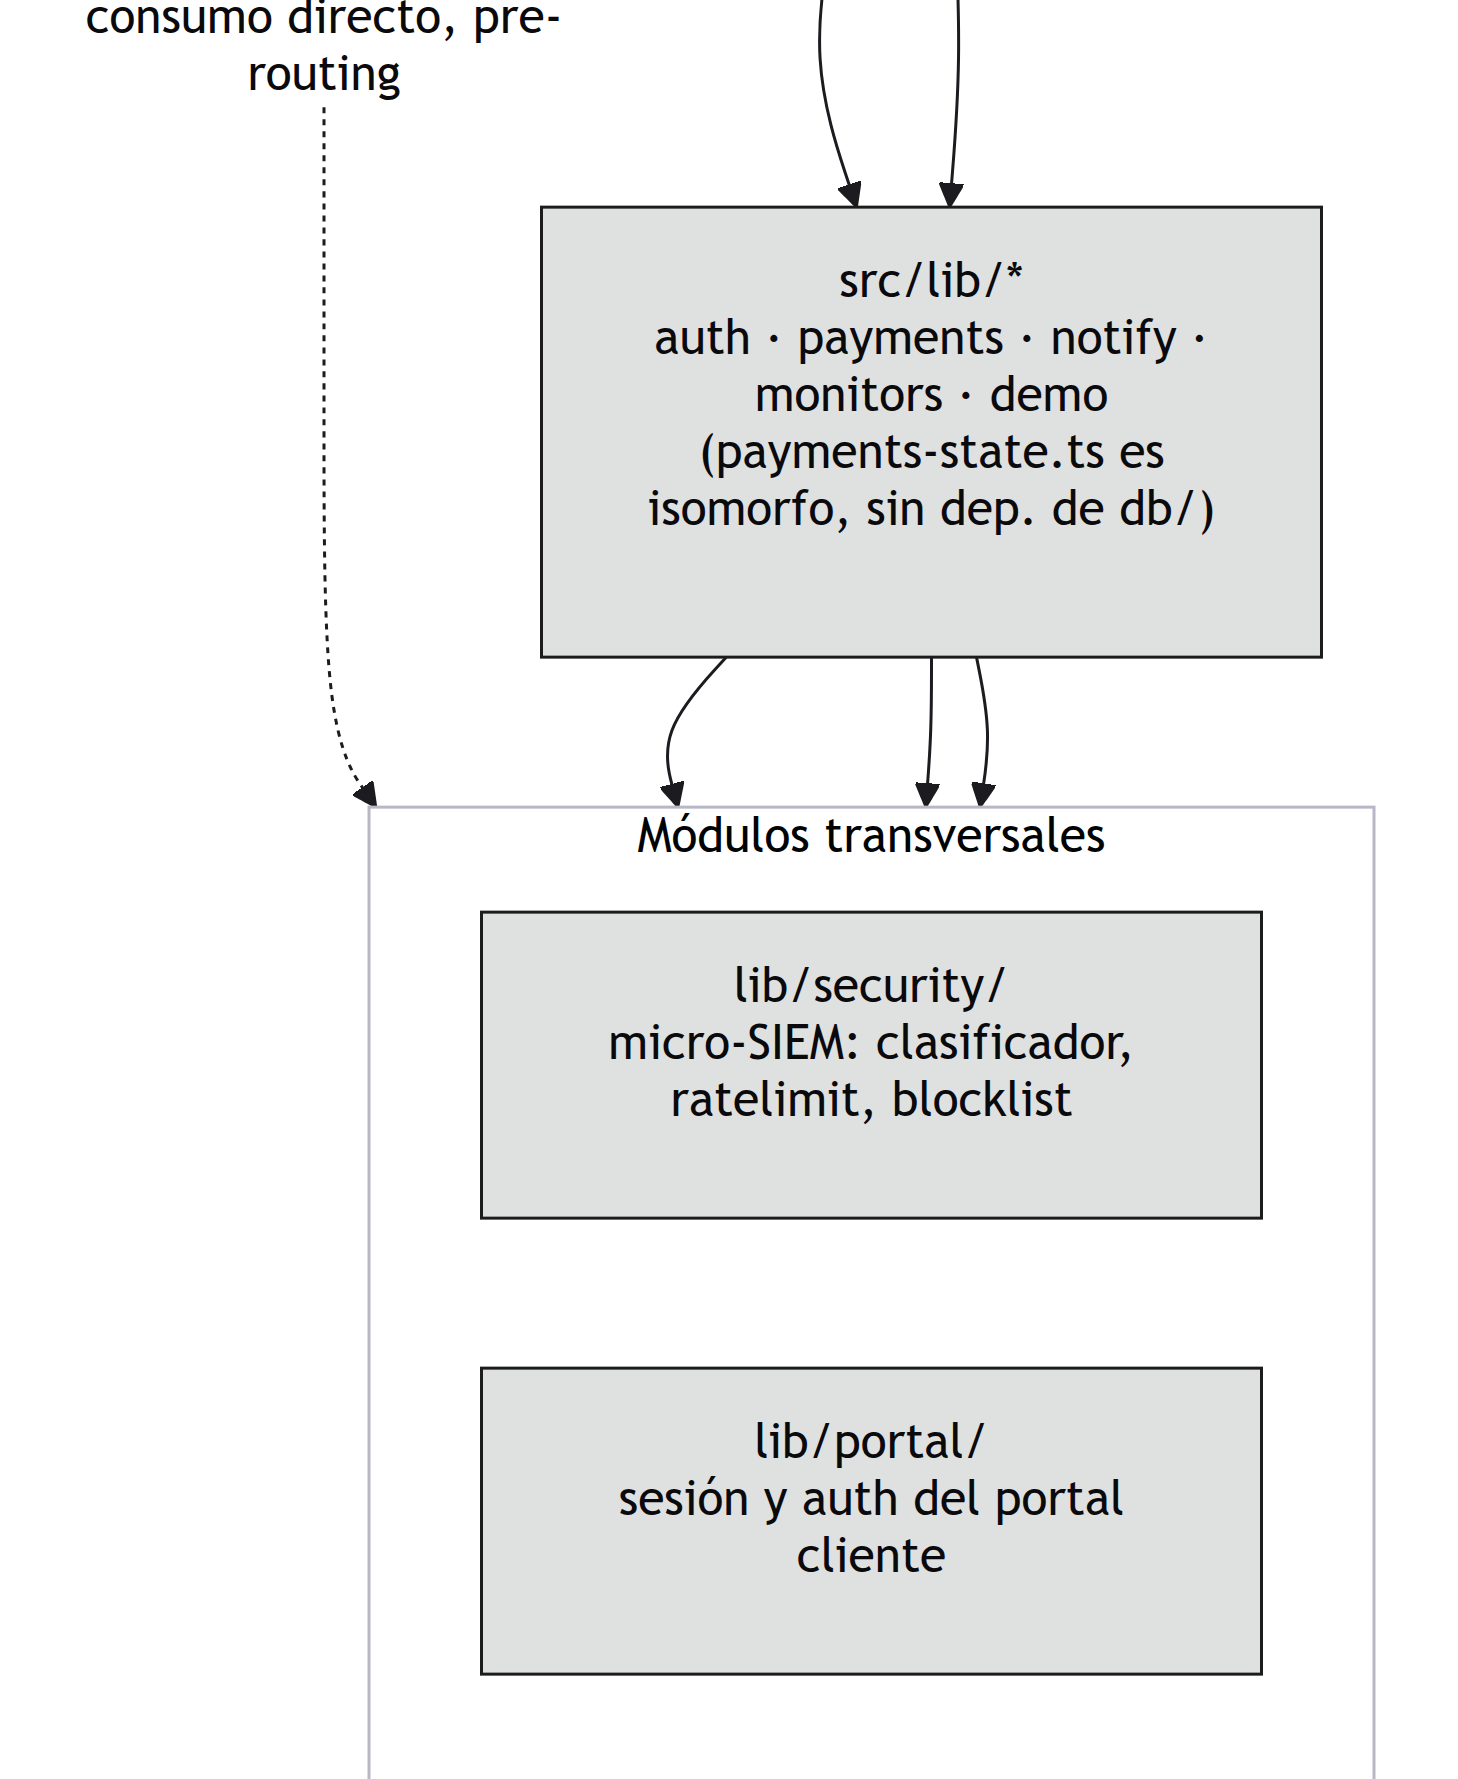 consumo directo, pre-
routing
src/lib/*
auth · payments · notify ·
monitors · demo
(payments-state.ts es
isomorfo, sin dep. de db/)
Módulos transversales
lib/security/
micro-SIEM: clasificador,
ratelimit, blocklist
lib/portal/
sesión y auth del portal
cliente